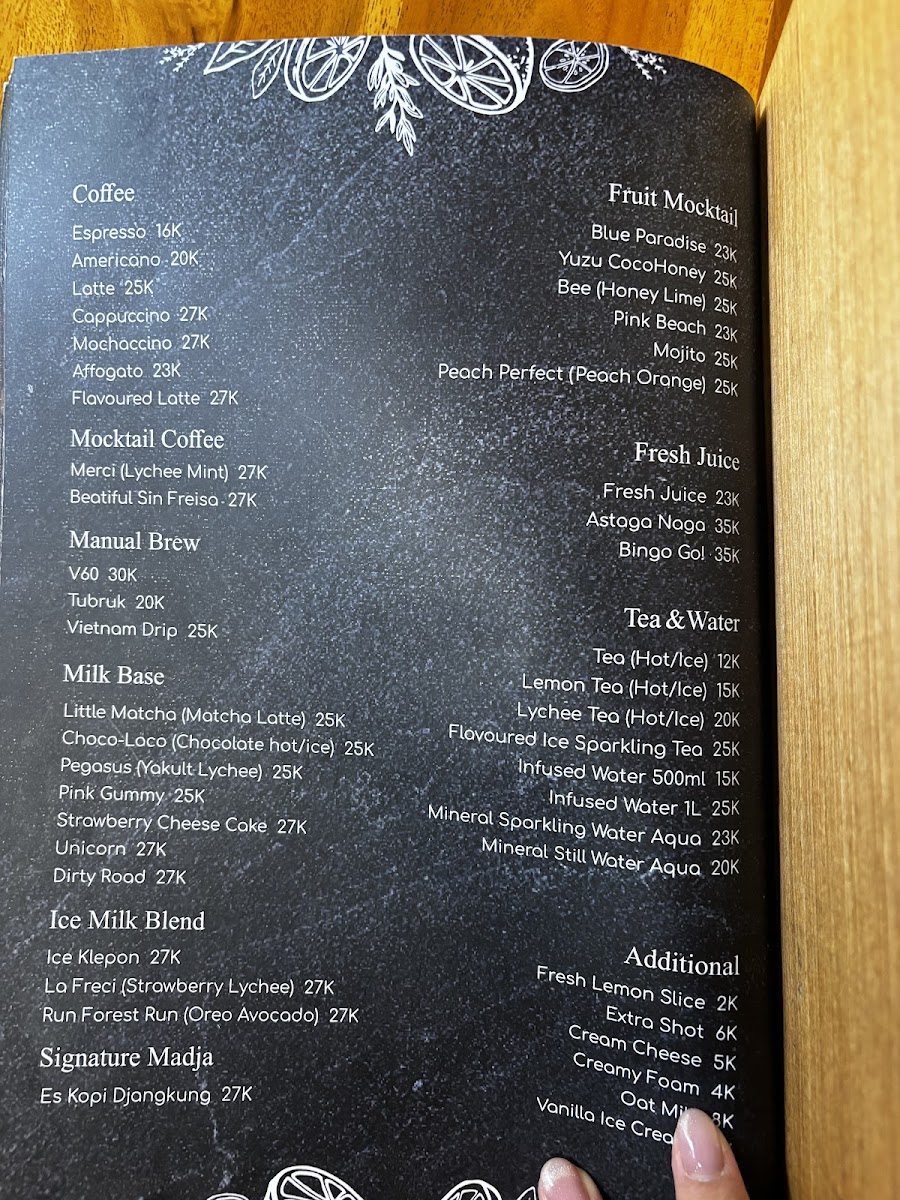 Coffee
Espresso 16K
Americano 20K
Latte 25K
Cappuccino 27K
Mochaccino 27K
Affogato 23K
Flavoured Latte 27K
Mocktail Coffee
Merci (Lychee Mint) 27K
Beatiful Sin Freisa 27K
Manual Brew
V60 30K
Tubruk 20K
Vietnam Drip 25K
Milk Base
Little Matcha (Matcha Latte) 25K
Choco-Loco (Chocolate hot/ice) 25K
Pegasus (Yakult Lychee) 25K
Pink Gummy 25K
Strawberry Cheese Cake 27K
Unicorn 27K
Dirty Road 27K
Ice Milk Blend
Ice Klepon 27K
La Freci (Strawberry Lychee) 27K
Run Forest Run (Oreo Avocado) 27K
Signature Madja
Es Kopi Djangkung 27K
Fruit Mocktail
Blue Paradise 23K
Yuzu CocoHoney 25K
Bee (Honey Lime) 25K
Pink Beach 23K
Mojito 25K
Peach Perfect (Peach Orange) 25K
Fresh Juice
Fresh Juice 23K
Astaga Naga 35K
Bingo Go! 35K
Tea & Water
Tea (Hot/Ice) 12K
Lemon Tea (Hot/Ice) 15K
Lychee Tea (Hot/Ice) 20K
Flavoured Ice Sparkling Tea 25K
Infused Water 500ml 15K
Infused Water 1L 25K
Mineral Sparkling Water Aqua 23K
Mineral Still Water Aqua 20K
Additional
Fresh Lemon Slice 2K
Extra Shot 6K
Cream Cheese 5K
Creamy Foam 4K
Oat
Vanilla Ice